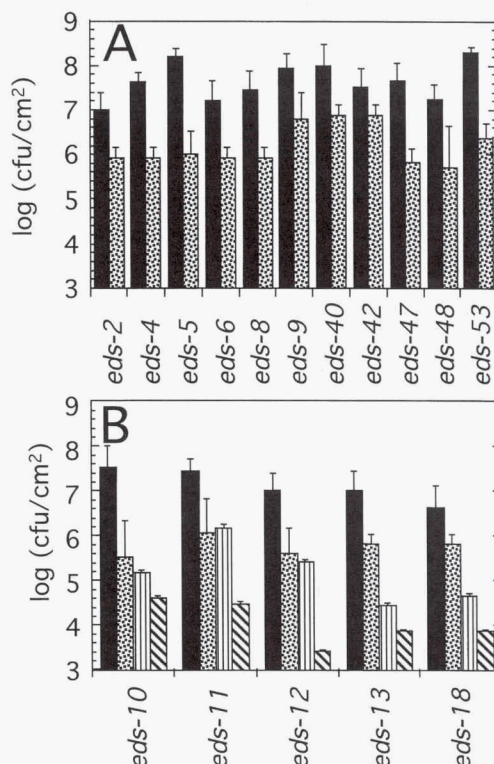 A
log (cfu/cm²)
9
8
7
6
5
4
3
eds-2
eds-4
eds-5
eds-6
eds-8
eds-9
eds-40
eds-42
eds-47
eds-48
eds-53
B
log (cfu/cm²)
9
8
7
6
5
4
3
eds-10
eds-11
eds-12
eds-13
eds-18